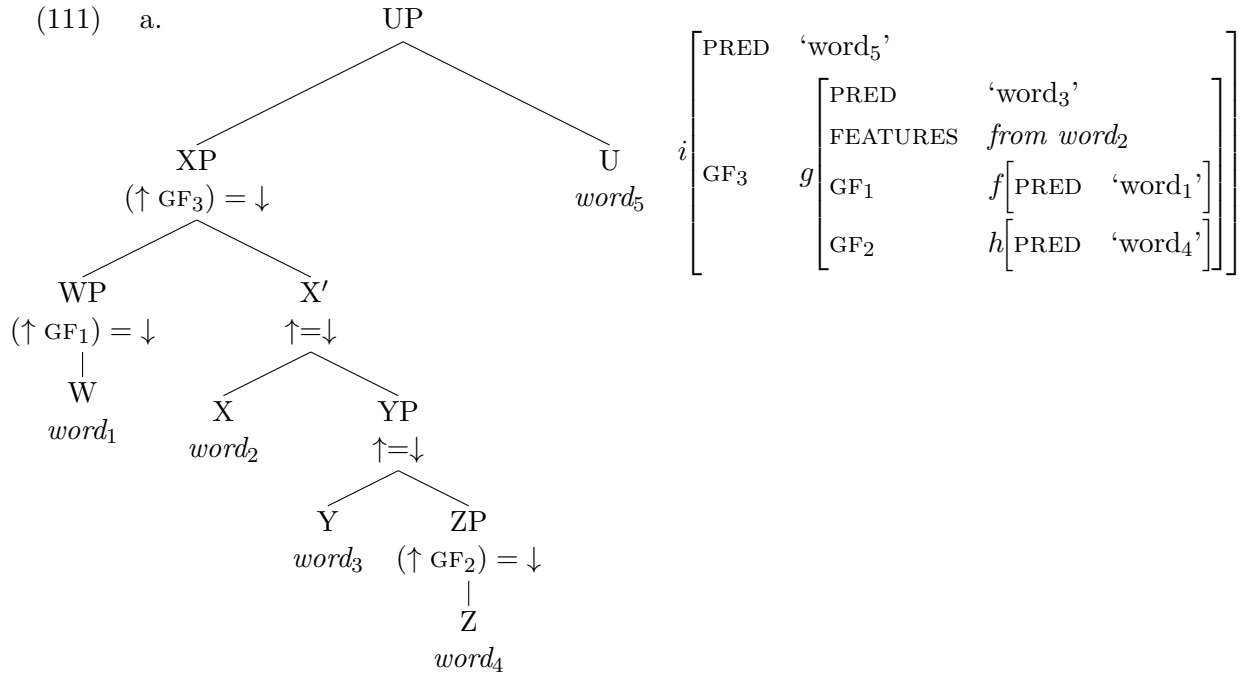 (111) a. UP
i[PRED ‘word₅’
PRED ‘word₃’
FEATURES from word₂
XP U
GF₃ g[
(↑ GF₃) = ↓ word₅
GF₁ f[PRED ‘word₁’]
GF₂ h[PRED ‘word₄’]]]
WP X′
(↑ GF₁) = ↓ ↑=↓
W X YP
word₁ word₂ ↑=↓
Y ZP
word₃ (↑ GF₂) = ↓
Z
word₄